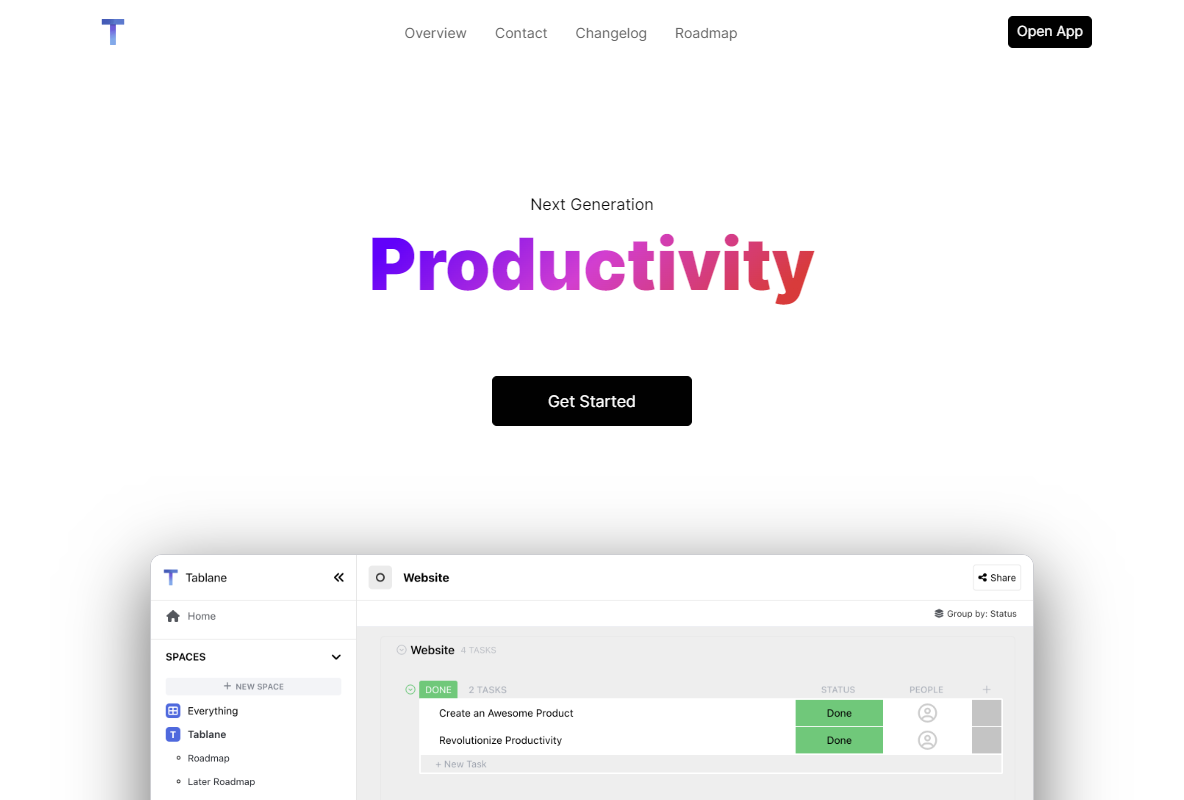 T
Overview Contact Changelog Roadmap
Open App
Next Generation
Productivity
Get Started
T Tablane
Website
Share
Home
Group by: Status
SPACES
+ NEW SPACE
Everything
T Tablane
Roadmap
Later Roadmap
Website 4 TASKS
DONE 2 TASKS STATUS PEOPLE +
Create an Awesome Product Done
Revolutionize Productivity Done
+ New Task